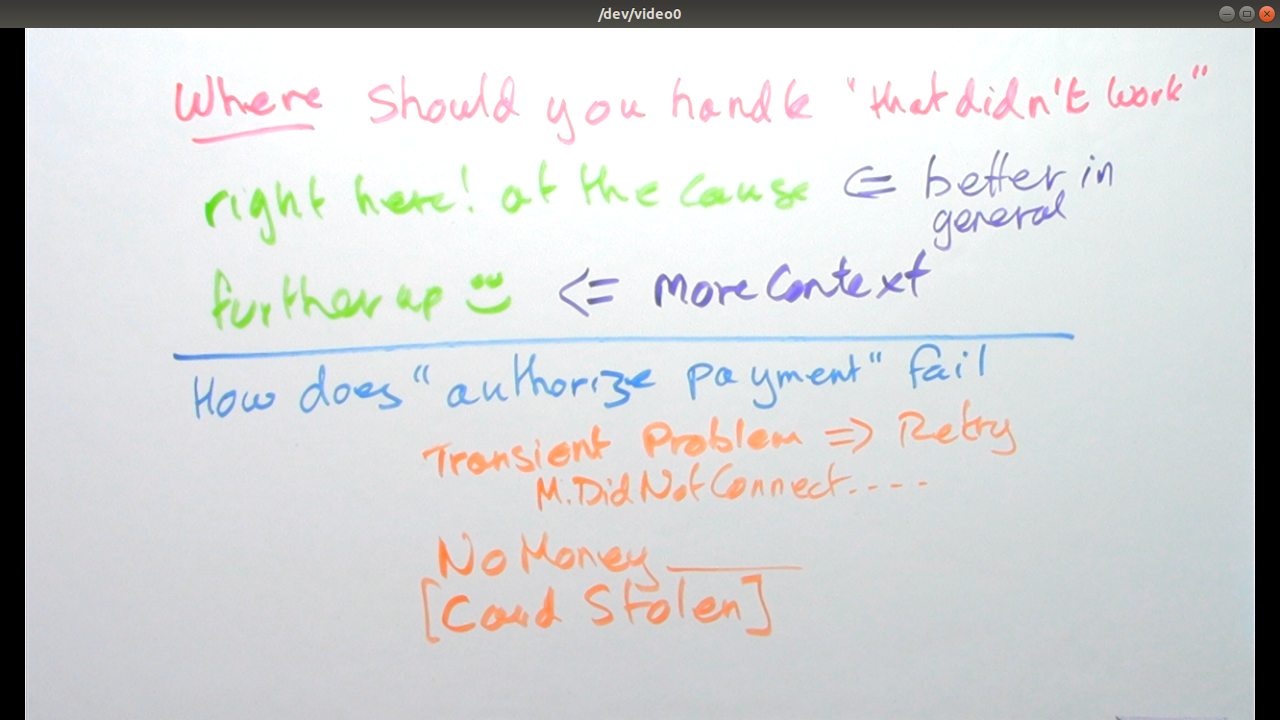 /dev/video0
Where should you handle "that didn't work"
right here! at the cause <= better in
general
further up <= More Context
How does "authorize payment" fail
Transient Problem => Retry
M.DidNotConnect....
No Money
[Card Stolen]